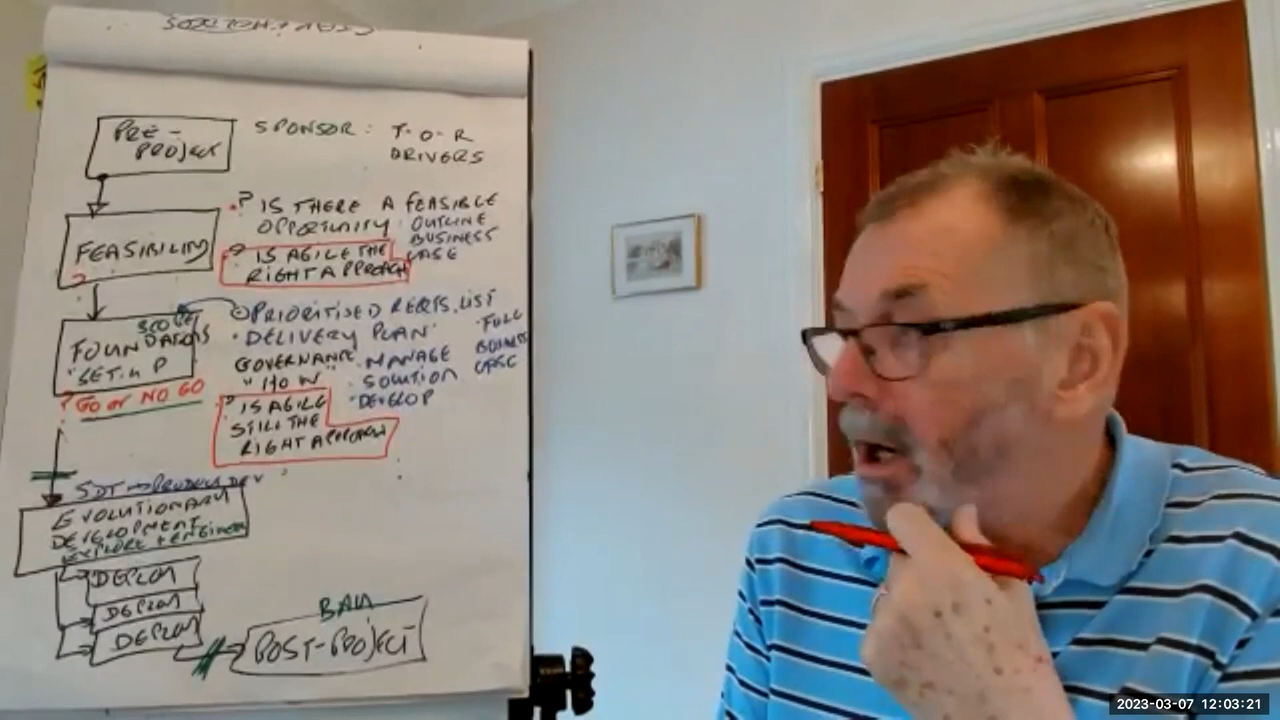 PRE-
PROJECT
SPONSOR: T.O.R
DRIVERS
FEASIBILITY
?
? IS THERE A FEASIBLE
OPPORTUNITY · OUTLINE
BUSINESS
CASE
? IS AGILE THE
RIGHT APPROACH
SCOPE
FOUNDATIONS
"SET UP
? GO or NO GO
PRIORITISED REQTS. LIST
· DELIVERY PLAN
GOVERNANCE · MANAGE
"HOW" · SOLUTION
· DEVELOP
· FULL
BUSINESS
CASE
? IS AGILE
STILL THE
RIGHT APPROACH
SDT → PRODUCT DEV
EVOLUTIONARY
DEVELOPMENT
EXPLORE + ENGINEER
DEPLOY
DEPLOY
DEPLOY
BAU
POST-PROJECT
2023-03-07 12:03:21